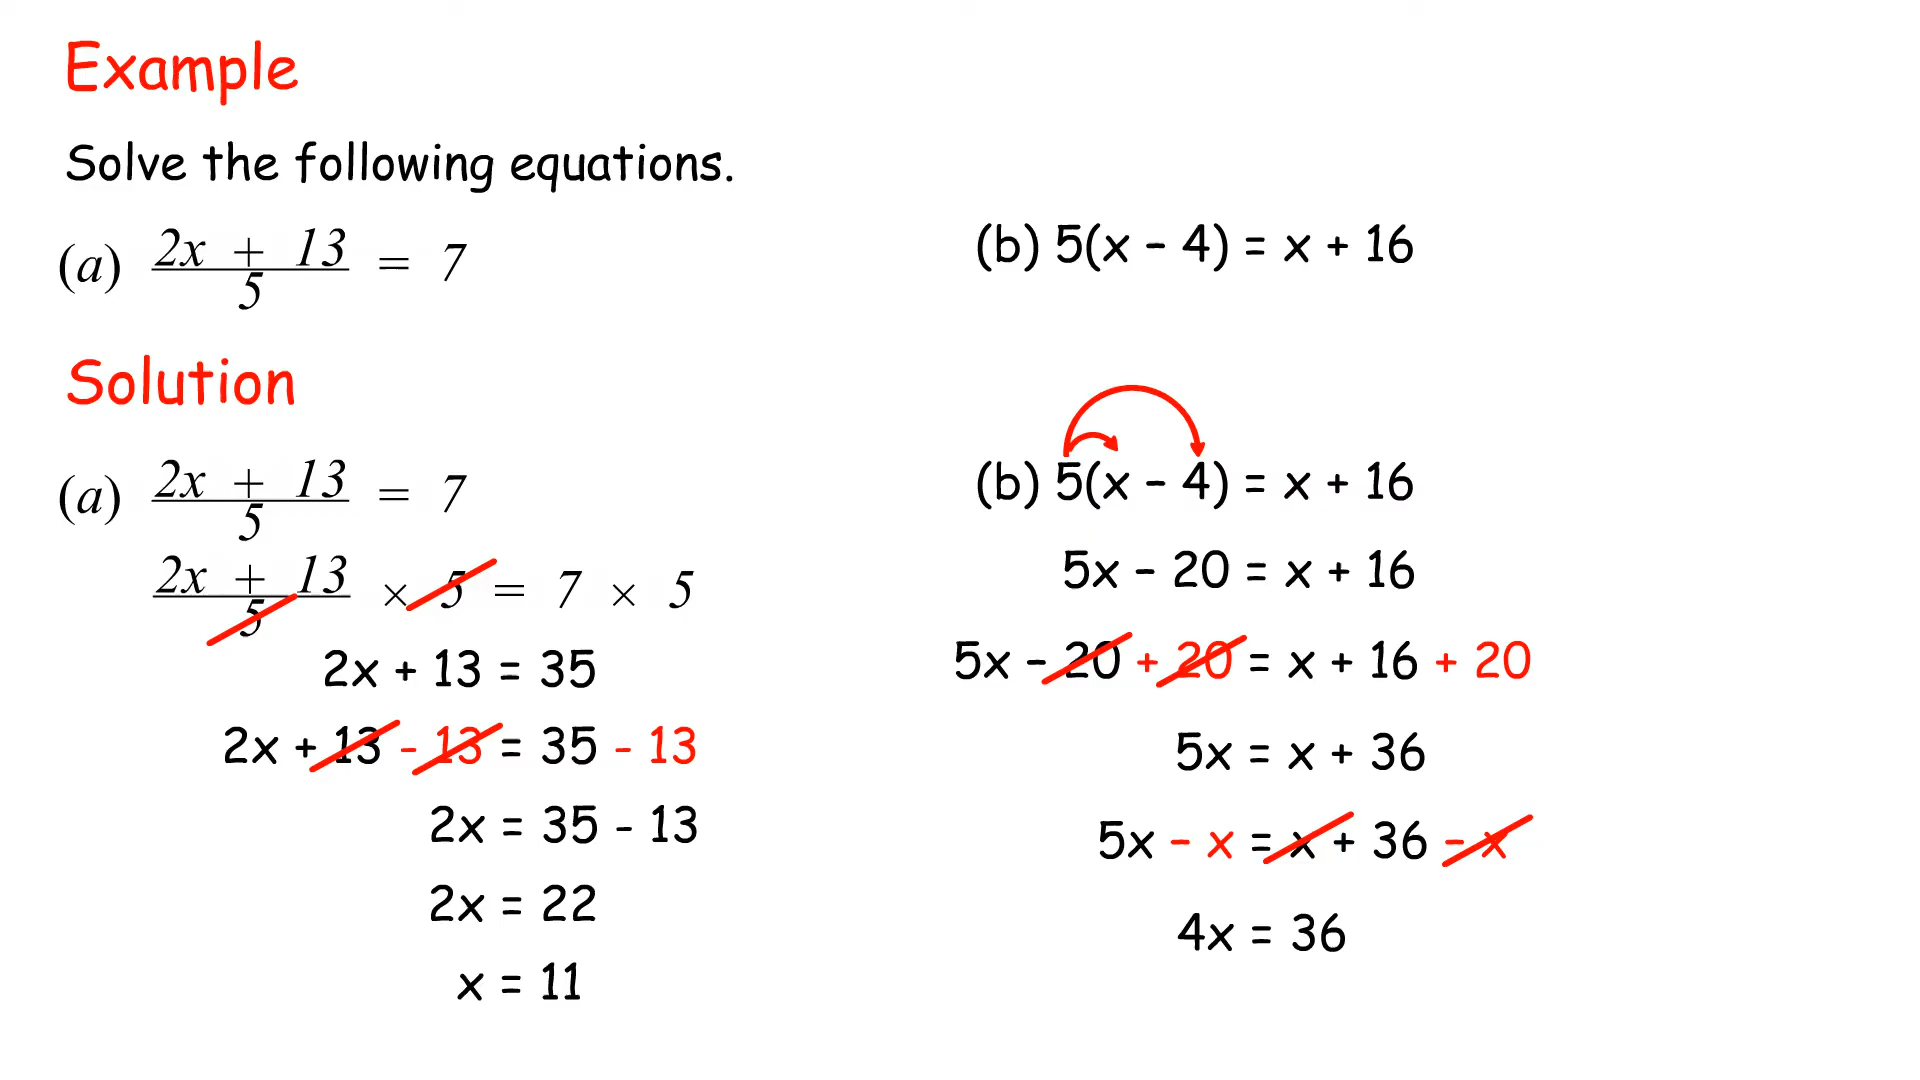 Example
Solve the following equations.
(a) 2x + 13 / 5 = 7
(b) 5(x – 4) = x + 16
Solution
(a) 2x + 13 / 5 = 7
2x + 13 / 5 × 5 = 7 × 5
2x + 13 = 35
2x + 13 - 13 = 35 - 13
2x = 35 - 13
2x = 22
x = 11
(b) 5(x – 4) = x + 16
5x – 20 = x + 16
5x – 20 + 20 = x + 16 + 20
5x = x + 36
5x – x = x + 36 – x
4x = 36